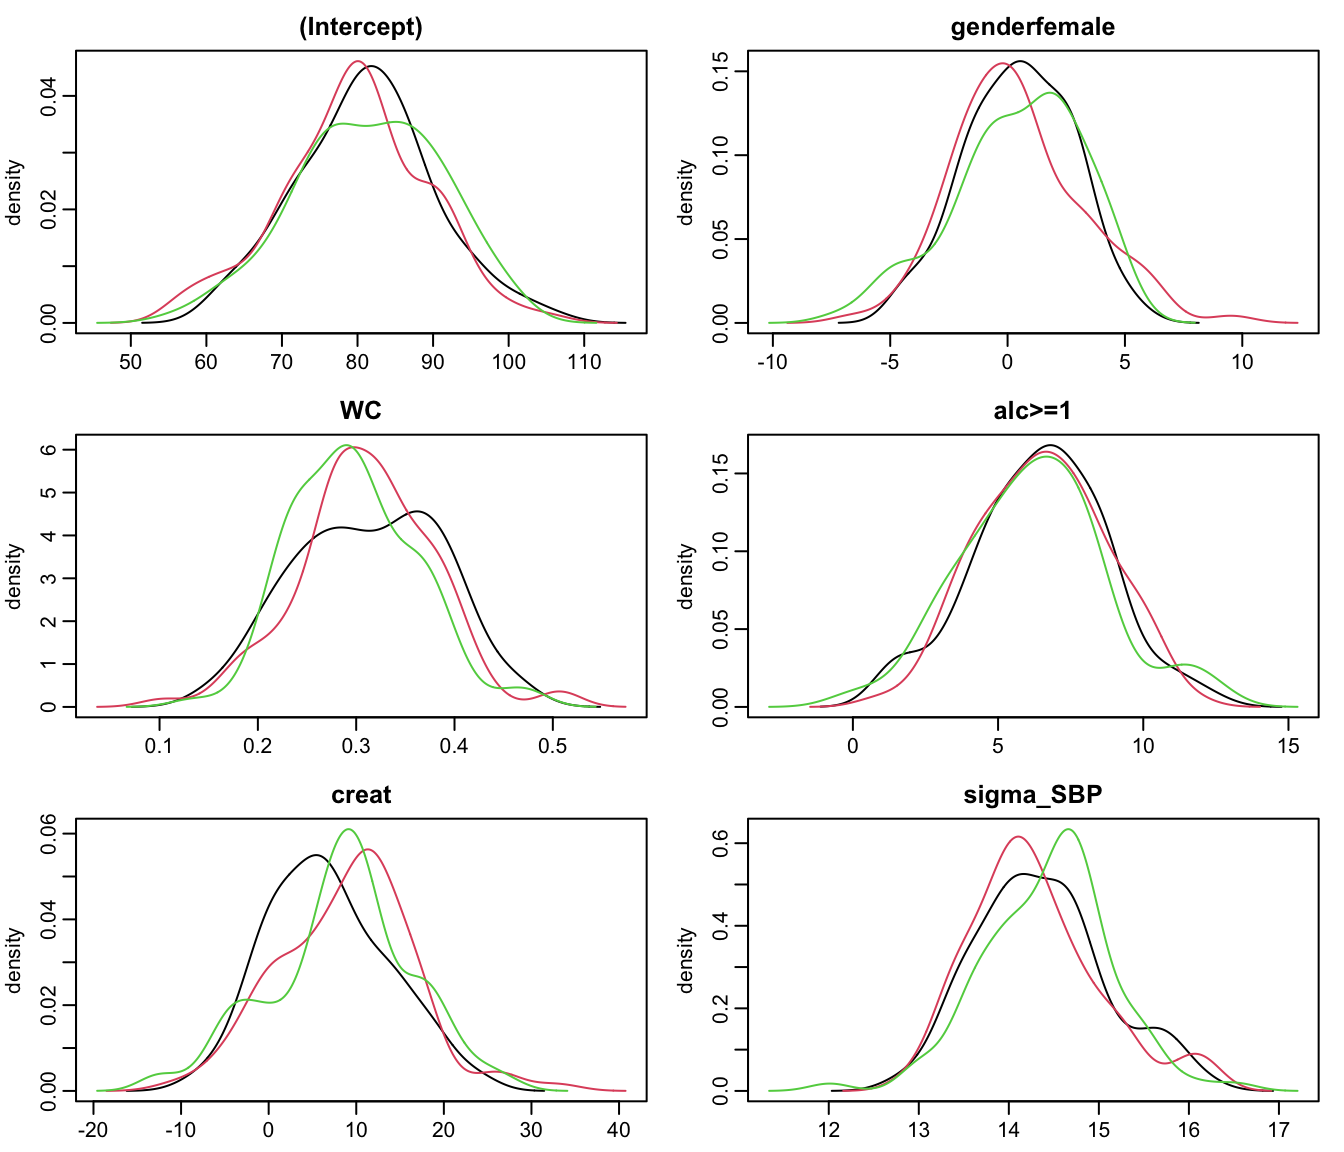 (Intercept)
density
0.00 0.02 0.04
50 60 70 80 90 100 110
genderfemale
density
0.00 0.05 0.10 0.15
-10 -5 0 5 10
WC
density
0 1 2 3 4 5 6
0.1 0.2 0.3 0.4 0.5
alc>=1
density
0.00 0.05 0.10 0.15
0 5 10 15
creat
density
0.00 0.02 0.04 0.06
-20 -10 0 10 20 30 40
sigma_SBP
density
0.0 0.2 0.4 0.6
12 13 14 15 16 17